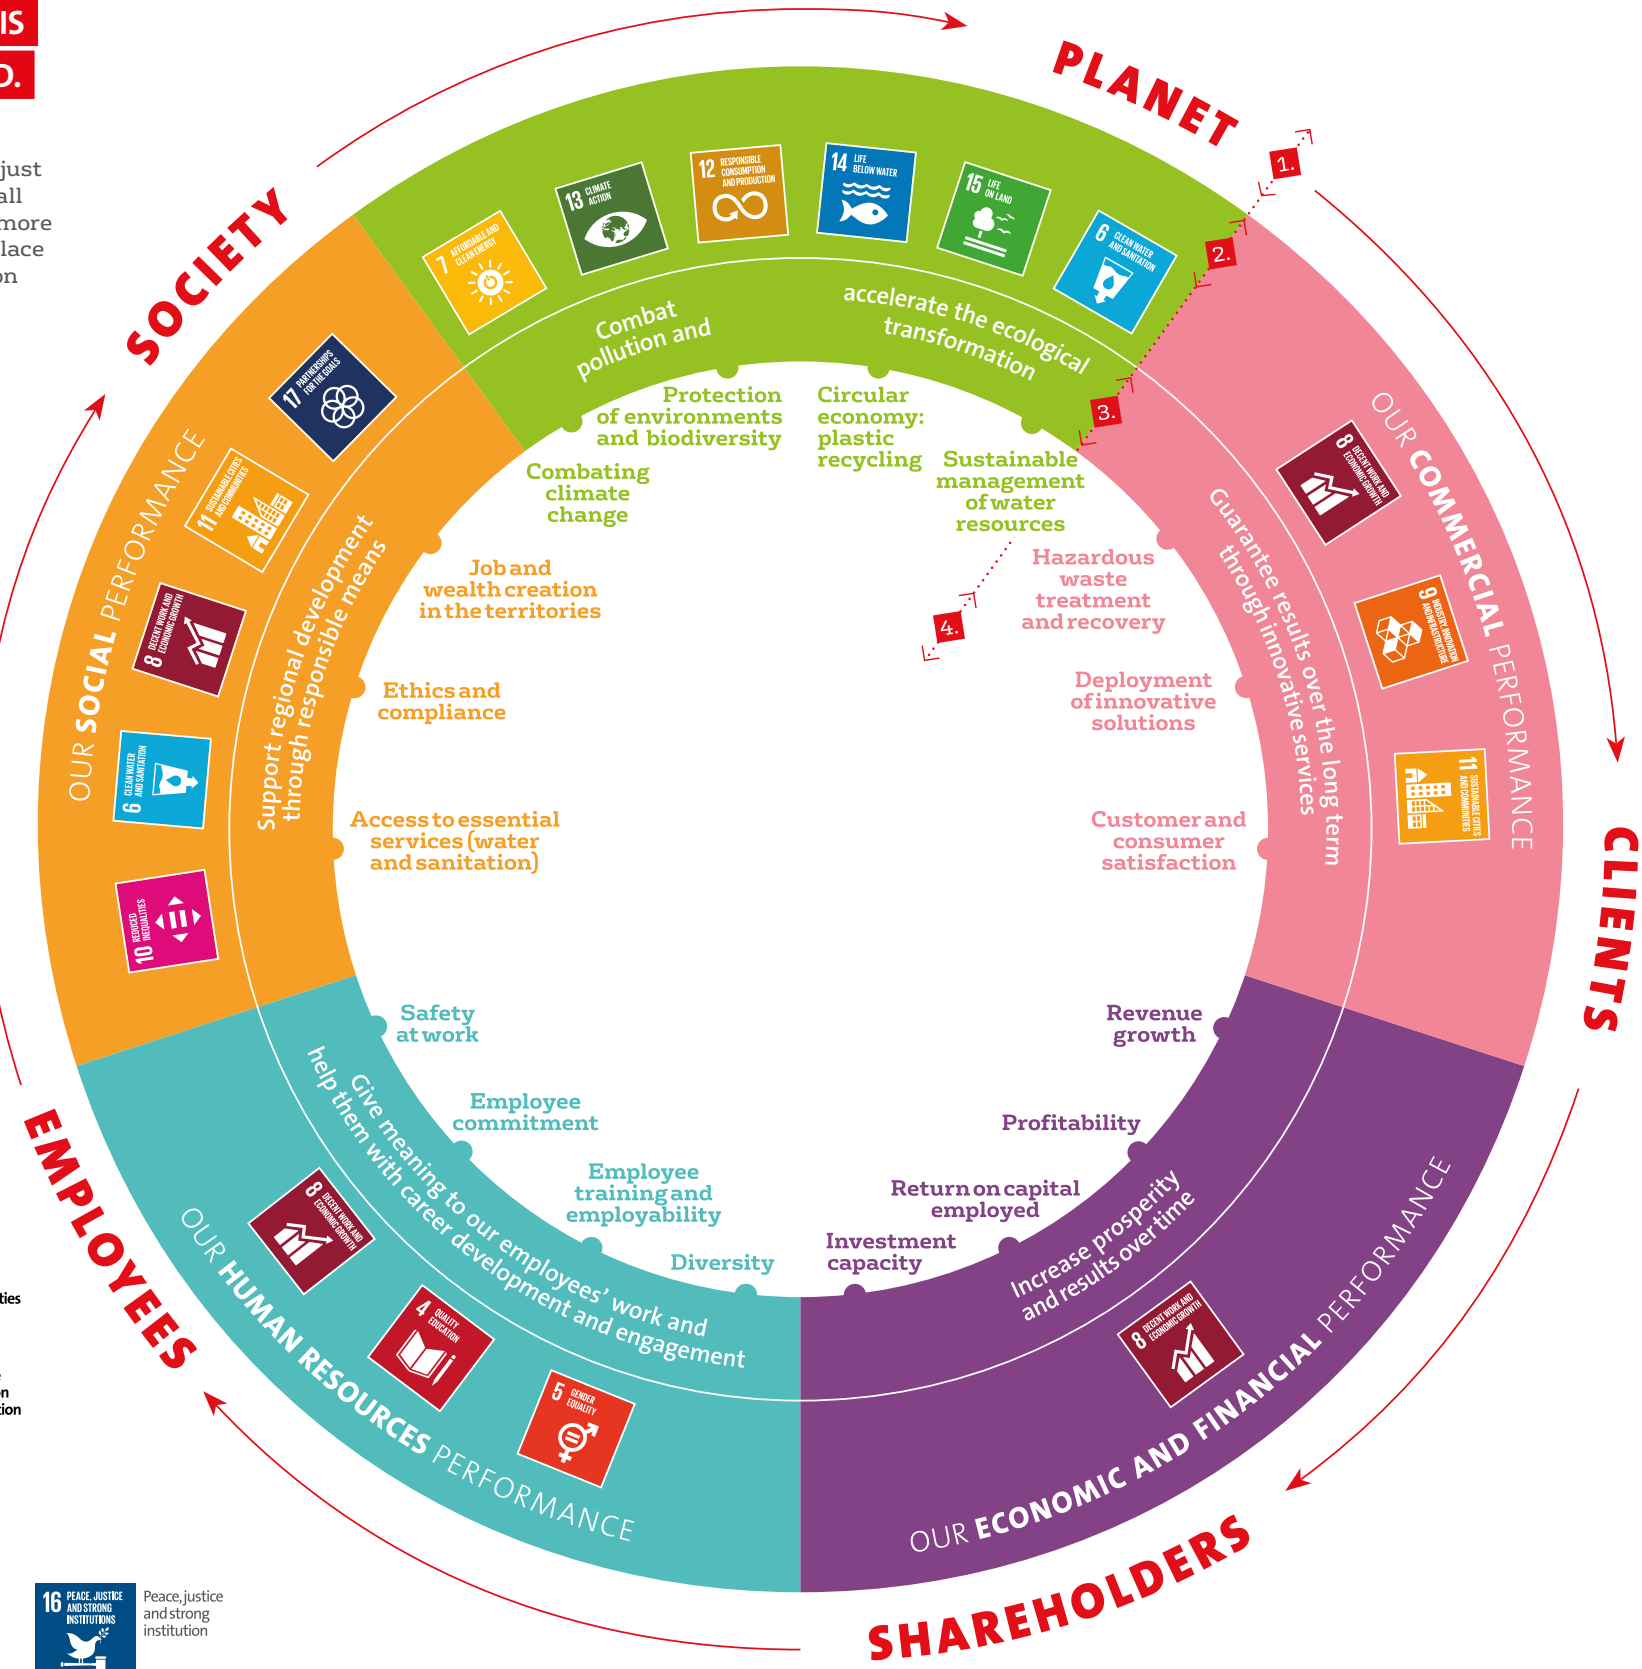 IS
D.
just
all
more
lace
on
PLANET
1.
2.
3.
4.
7 AFFORDABLE AND
CLEAN ENERGY
13 CLIMATE
ACTION
12 RESPONSIBLE
CONSUMPTION
AND PRODUCTION
14 LIFE
BELOW WATER
15 LIFE
ON LAND
6 CLEAN WATER
AND SANITATION
Combat
pollution and
accelerate the ecological
transformation
Combating
climate
change
Protection
of environments
and biodiversity
Circular
economy:
plastic
recycling
Sustainable
management
of water
resources
CLIENTS
OUR COMMERCIAL PERFORMANCE
8 DECENT WORK AND
ECONOMIC GROWTH
9 INDUSTRY, INNOVATION
AND INFRASTRUCTURE
11 SUSTAINABLE CITIES
AND COMMUNITIES
Guarantee results over the long term
through innovative services
Hazardous
waste
treatment
and recovery
Deployment
of innovative
solutions
Customer and
consumer
satisfaction
SHAREHOLDERS
OUR ECONOMIC AND FINANCIAL PERFORMANCE
8 DECENT WORK AND
ECONOMIC GROWTH
Increase prosperity
and results over time
Revenue
growth
Profitability
Return on capital
employed
Investment
capacity
EMPLOYEES
OUR HUMAN RESOURCES PERFORMANCE
8 DECENT WORK AND
ECONOMIC GROWTH
4 QUALITY
EDUCATION
5 GENDER
EQUALITY
Give meaning to our employees' work and
help them with career development and engagement
Safety
at work
Employee
commitment
Employee
training and
employability
Diversity
SOCIETY
OUR SOCIAL PERFORMANCE
17 PARTNERSHIPS
FOR THE GOALS
11 SUSTAINABLE CITIES
AND COMMUNITIES
8 DECENT WORK AND
ECONOMIC GROWTH
6 CLEAN WATER
AND SANITATION
10 REDUCED
INEQUALITIES
Support regional development
through responsible means
Job and
wealth creation
in the territories
Ethics and
compliance
Access to essential
services (water
and sanitation)
ties
on
tion
16 PEACE, JUSTICE
AND STRONG
INSTITUTIONS
Peace, justice
and strong
institution